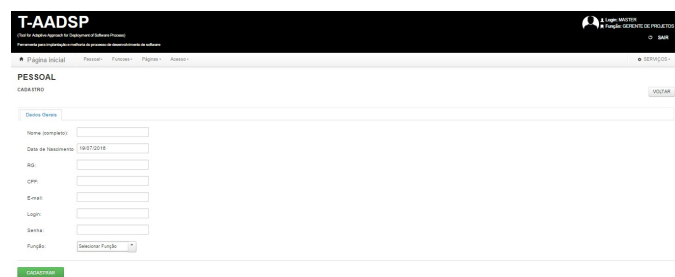 T-AADSP
(Tool for Adaptive Approach for Deployment of Software Process)
Ferramenta para implantação e melhoria do processo de desenvolvimento de software
Login: MASTER
Função: GERENTE DE PROJETOS
SAIR
Página inicial Pessoal Funcoes Páginas Acesso SERVIÇOS
PESSOAL
CADASTRO
VOLTAR
Dados Gerais
Nome (completo):
Data de Nascimento 19/07/2016
RG:
CPF:
E-mail:
Login:
Senha:
Função: Selecionar Função
CADASTRAR